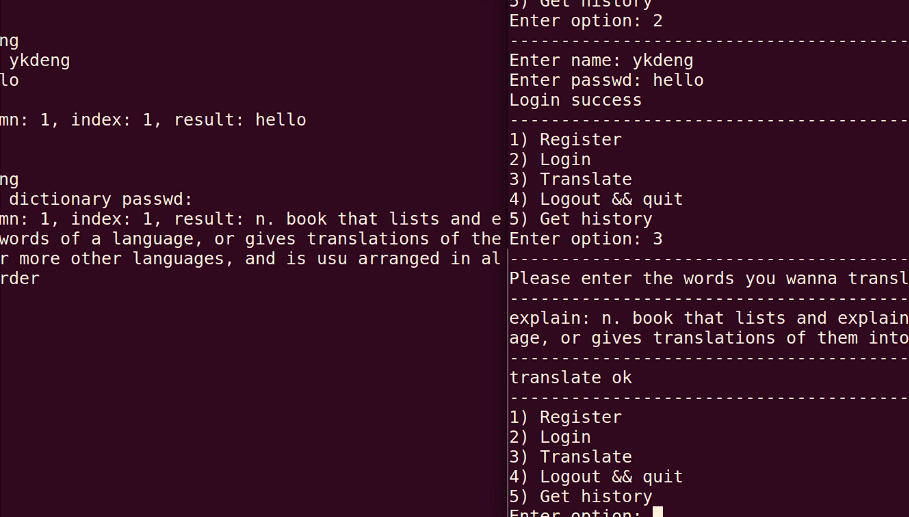 ng
ykdeng
lo
mn: 1, index: 1, result: hello
ng
dictionary passwd:
mn: 1, index: 1, result: n. book that lists and e
words of a language, or gives translations of the
r more other languages, and is usu arranged in al
rder
5) Get history
Enter option: 2
---------------------------------------
Enter name: ykdeng
Enter passwd: hello
Login success
---------------------------------------
1) Register
2) Login
3) Translate
4) Logout && quit
5) Get history
Enter option: 3
---------------------------------------
Please enter the words you wanna transl
---------------------------------------
explain: n. book that lists and explain
age, or gives translations of them into
---------------------------------------
translate ok
---------------------------------------
1) Register
2) Login
3) Translate
4) Logout && quit
5) Get history
Enter option: